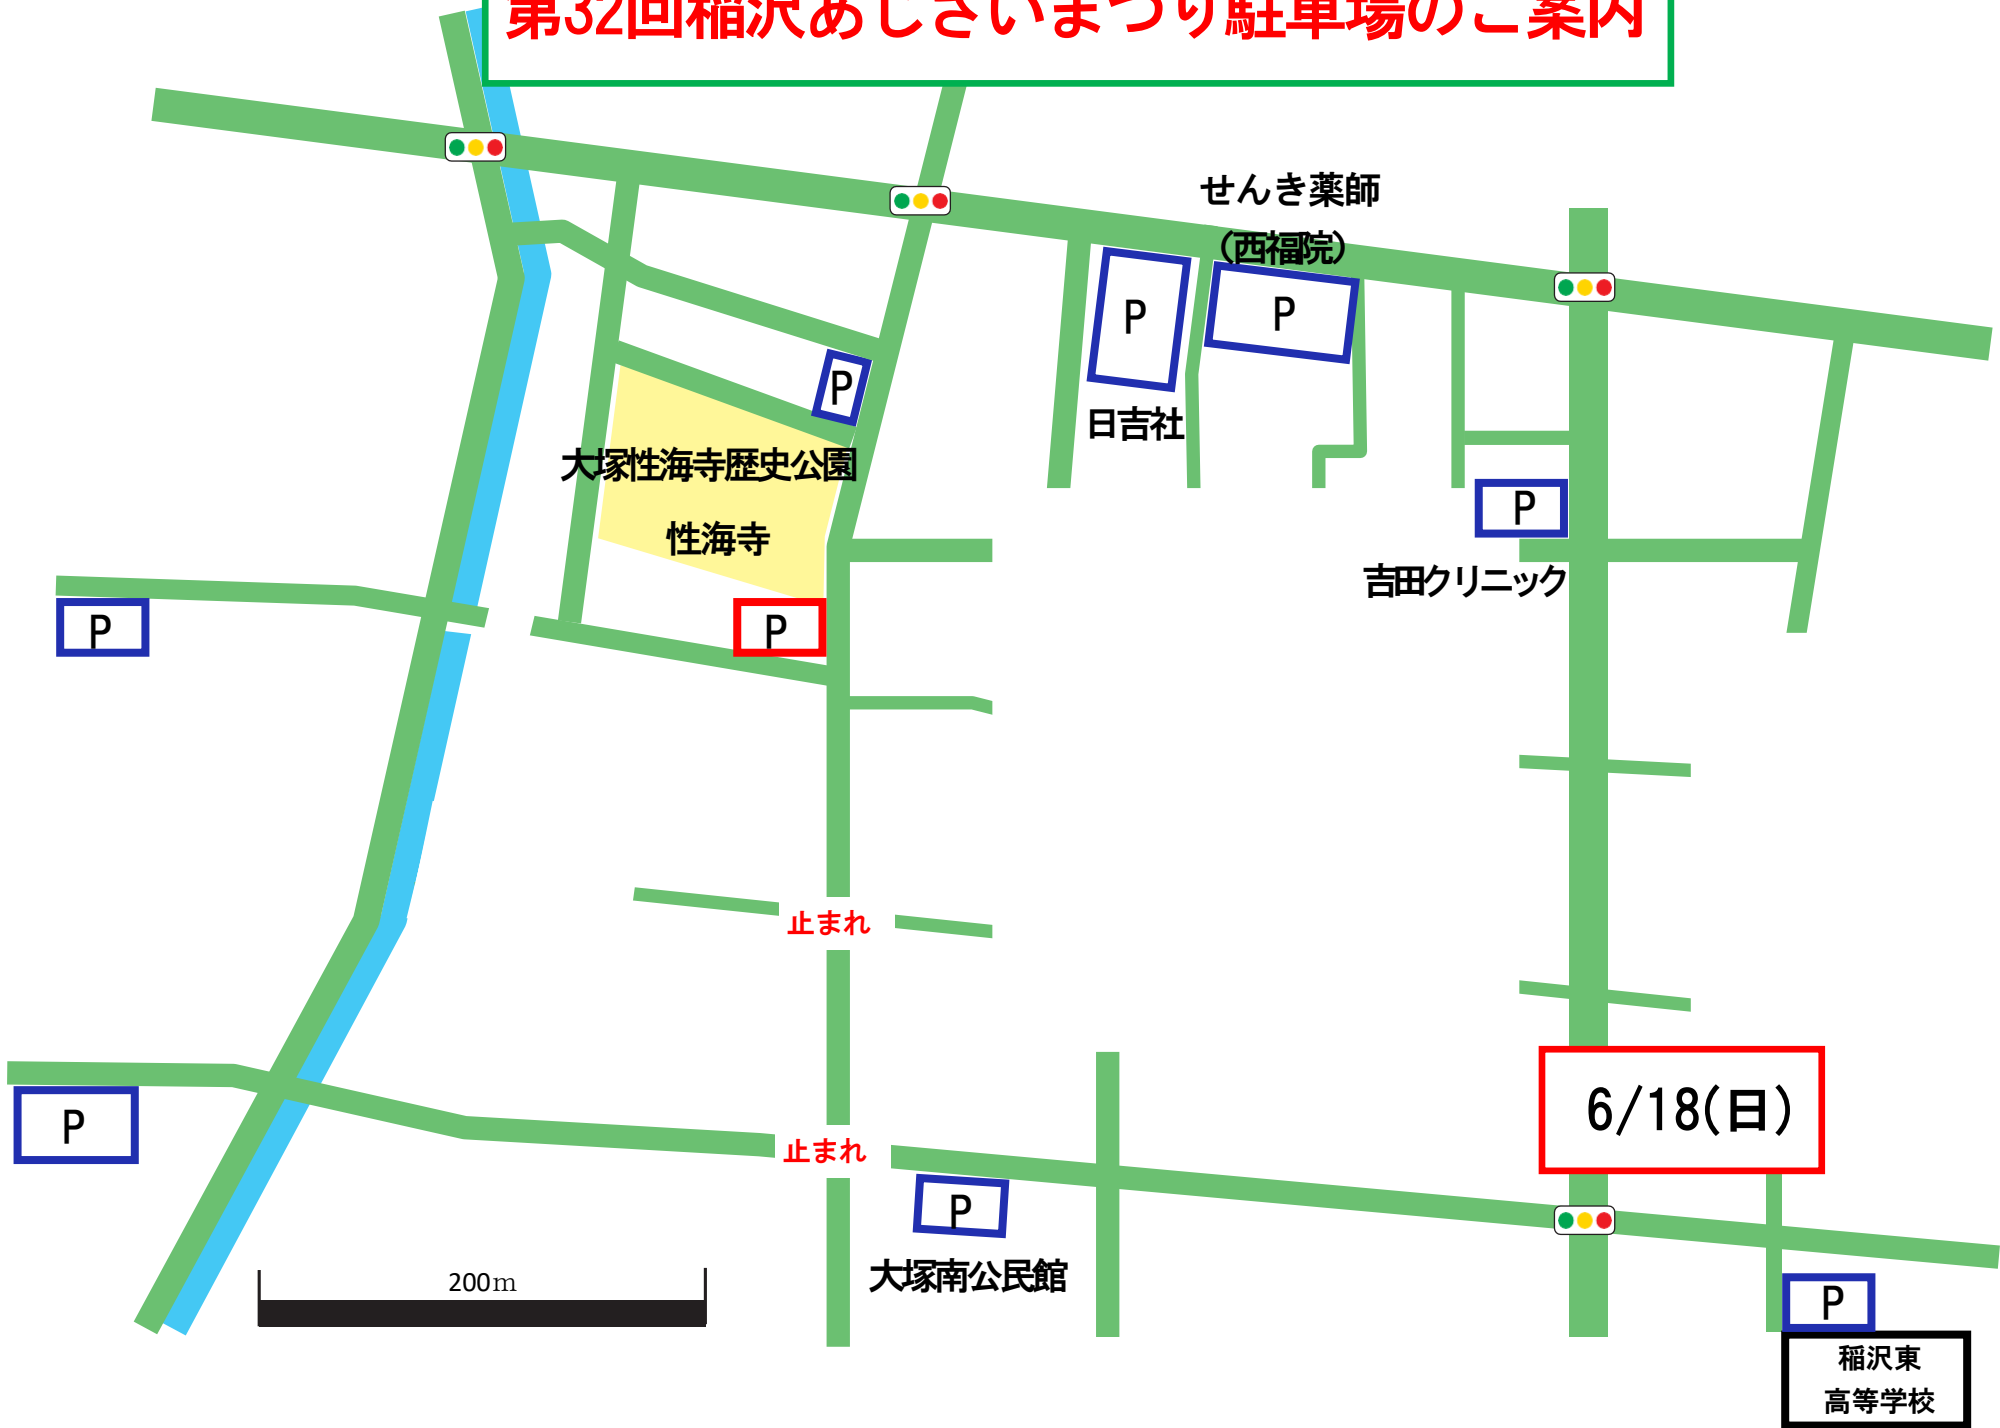 第32回稲沢あじさいまつり駐車場のご案内
せんき薬師
（西福院）
P
P
P
日吉社
大塚性海寺歴史公園
P
性海寺
吉田クリニック
P
P
止まれ
6/18(日)
P
止まれ
P
大塚南公民館
200ｍ
P
稲沢東
高等学校